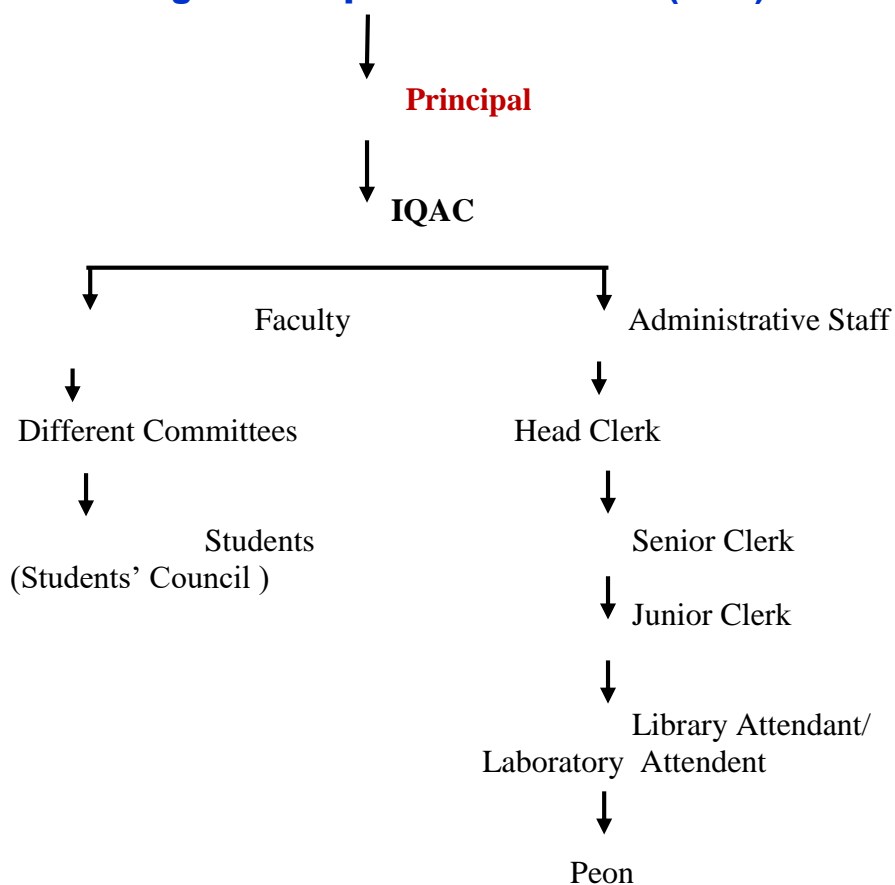 Principal
IQAC
Faculty Administrative Staff
Different Committees Head Clerk
Students Senior Clerk
(Students’ Council )
Junior Clerk
Library Attendant/
Laboratory Attendent
Peon